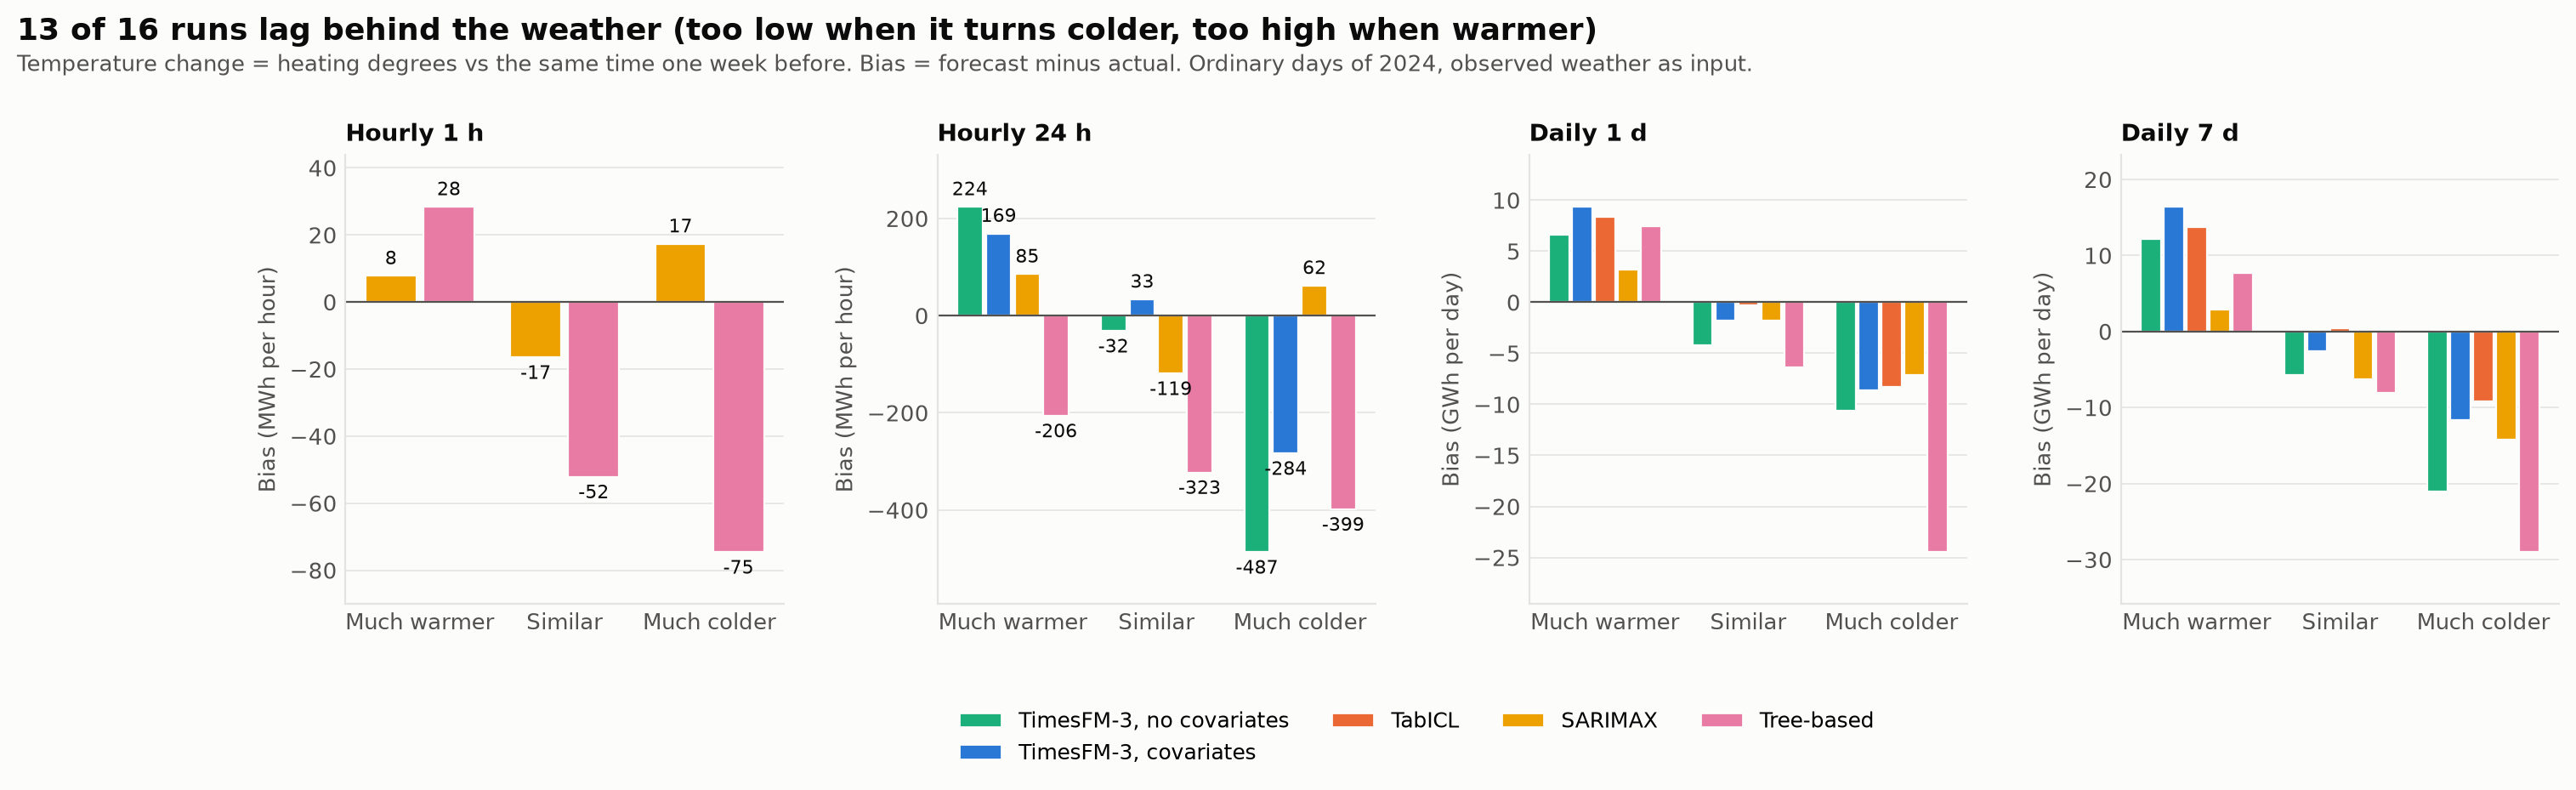 13 of 16 runs lag behind the weather (too low when it turns colder, too high when warmer)
Temperature change = heating degrees vs the same time one week before. Bias = forecast minus actual. Ordinary days of 2024, observed weather as input.
Hourly 1 h
Bias (MWh per hour)
40
20
0
−20
−40
−60
−80
8
28
-17
-52
17
-75
Much warmer Similar Much colder
Hourly 24 h
Bias (MWh per hour)
200
0
−200
−400
224
169
85
-206
-32
33
-119
-323
-487
-284
62
-399
Much warmer Similar Much colder
Daily 1 d
Bias (GWh per day)
10
5
0
−5
−10
−15
−20
−25
Much warmer Similar Much colder
Daily 7 d
Bias (GWh per day)
20
10
0
−10
−20
−30
Much warmer Similar Much colder
TimesFM-3, no covariates
TimesFM-3, covariates
TabICL
SARIMAX
Tree-based